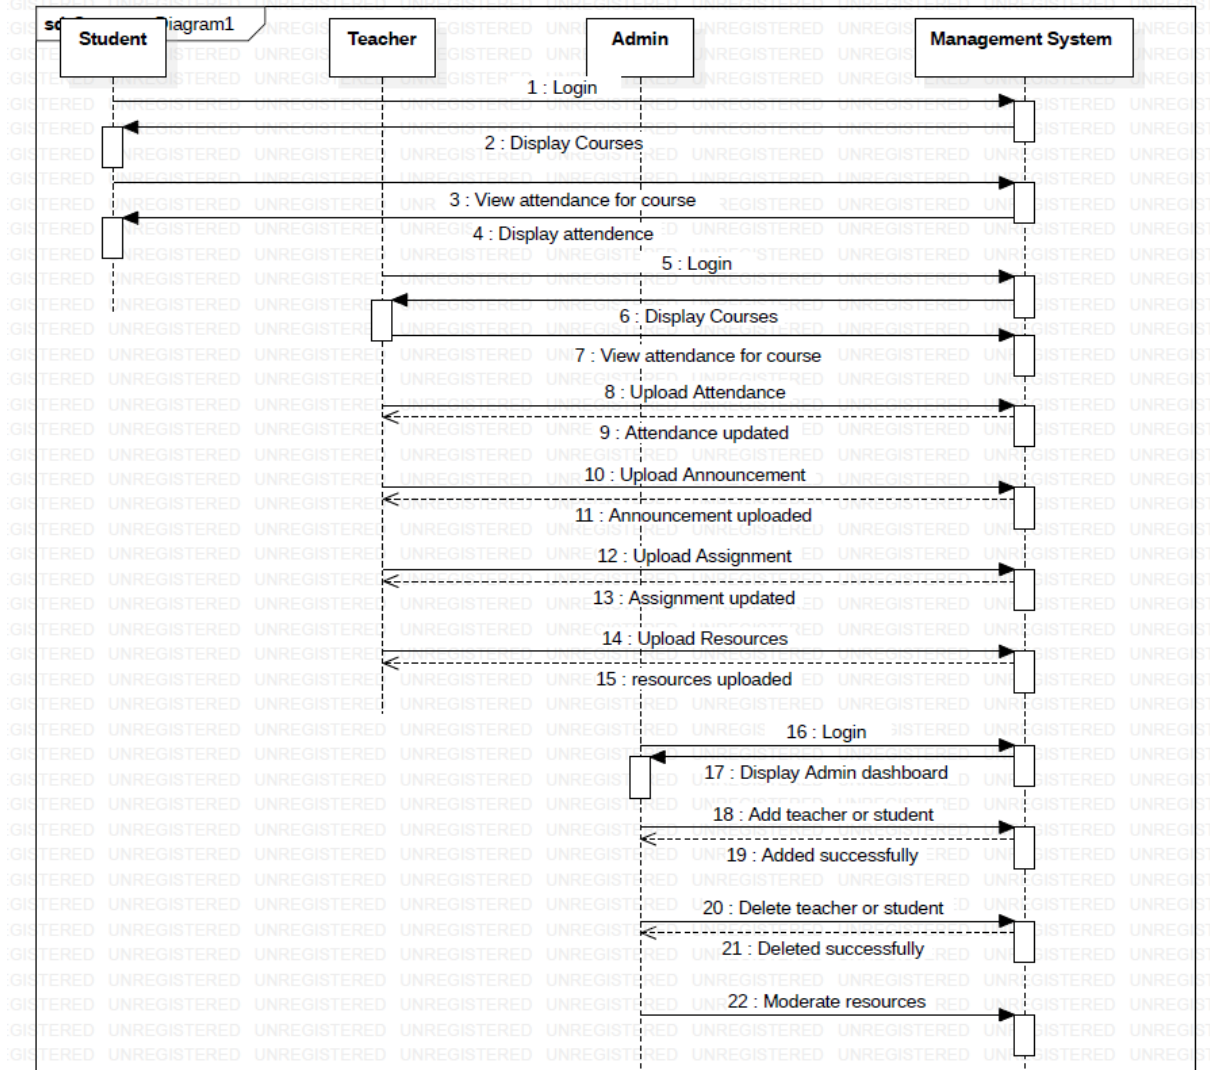 sd Diagram1
Student
Teacher
Admin
Management System
1 : Login
2 : Display Courses
3 : View attendance for course
4 : Display attendence
5 : Login
6 : Display Courses
7 : View attendance for course
8 : Upload Attendance
9 : Attendance updated
10 : Upload Announcement
11 : Announcement uploaded
12 : Upload Assignment
13 : Assignment updated
14 : Upload Resources
15 : resources uploaded
16 : Login
17 : Display Admin dashboard
18 : Add teacher or student
19 : Added successfully
20 : Delete teacher or student
21 : Deleted successfully
22 : Moderate resources
UNREGISTERED